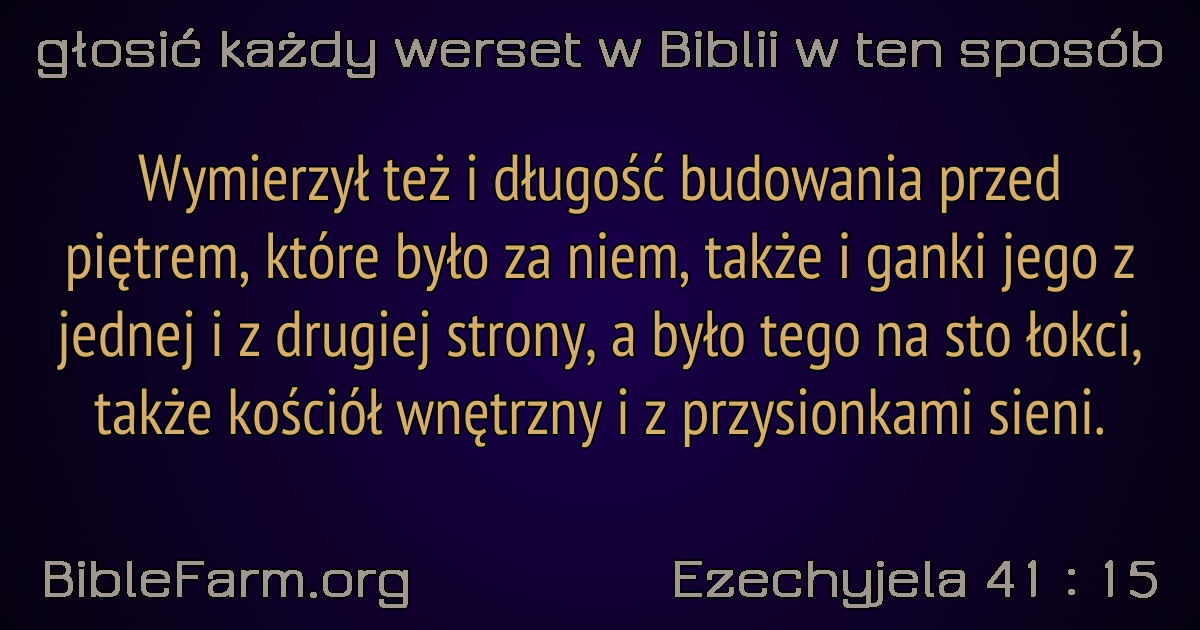 głosić każdy werset w Biblii w ten sposób
Wymierzył też i długość budowania przed
piętrem, które było za niem, także i ganki jego z
jednej i z drugiej strony, a było tego na sto łokci,
także kościół wnętrzny i z przysionkami sieni.
BibleFarm.org
Ezechyjela 41 : 15